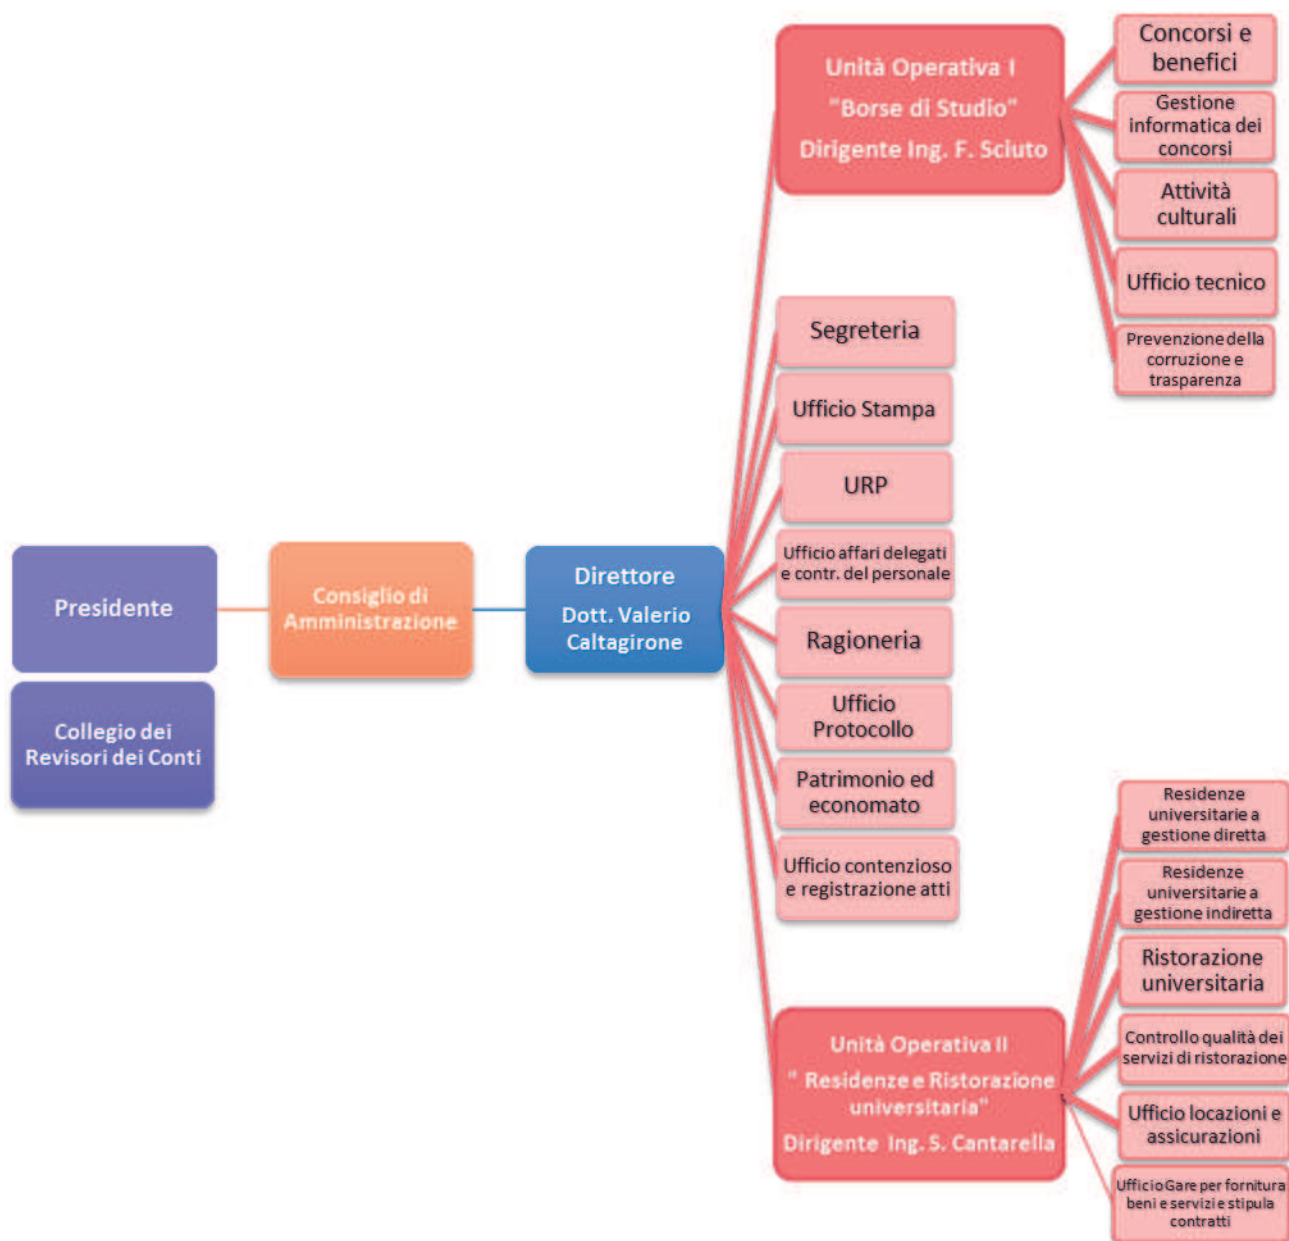 Presidente
Collegio dei
Revisori dei Conti
Consiglio di
Amministrazione
Direttore
Dott. Valerio
Caltagirone
Unità Operativa I
"Borse di Studio"
Dirigente Ing. F. Sciuto
Concorsi e
benefici
Gestione
informatica dei
concorsi
Attività
culturali
Ufficio tecnico
Prevenzione della
corruzione e
trasparenza
Segreteria
Ufficio Stampa
URP
Ufficio affari delegati
e contr. del personale
Ragioneria
Ufficio
Protocollo
Patrimonio ed
economato
Ufficio contenzioso
e registrazione atti
Unità Operativa II
" Residenze e Ristorazione
universitaria"
Dirigente Ing. S. Cantarella
Residenze
universitarie a
gestione diretta
Residenze
universitarie a
gestione indiretta
Ristorazione
universitaria
Controllo qualità dei
servizi di ristorazione
Ufficio locazioni e
assicurazioni
Ufficio Gare per fornitura
beni e servizi e stipula
contratti